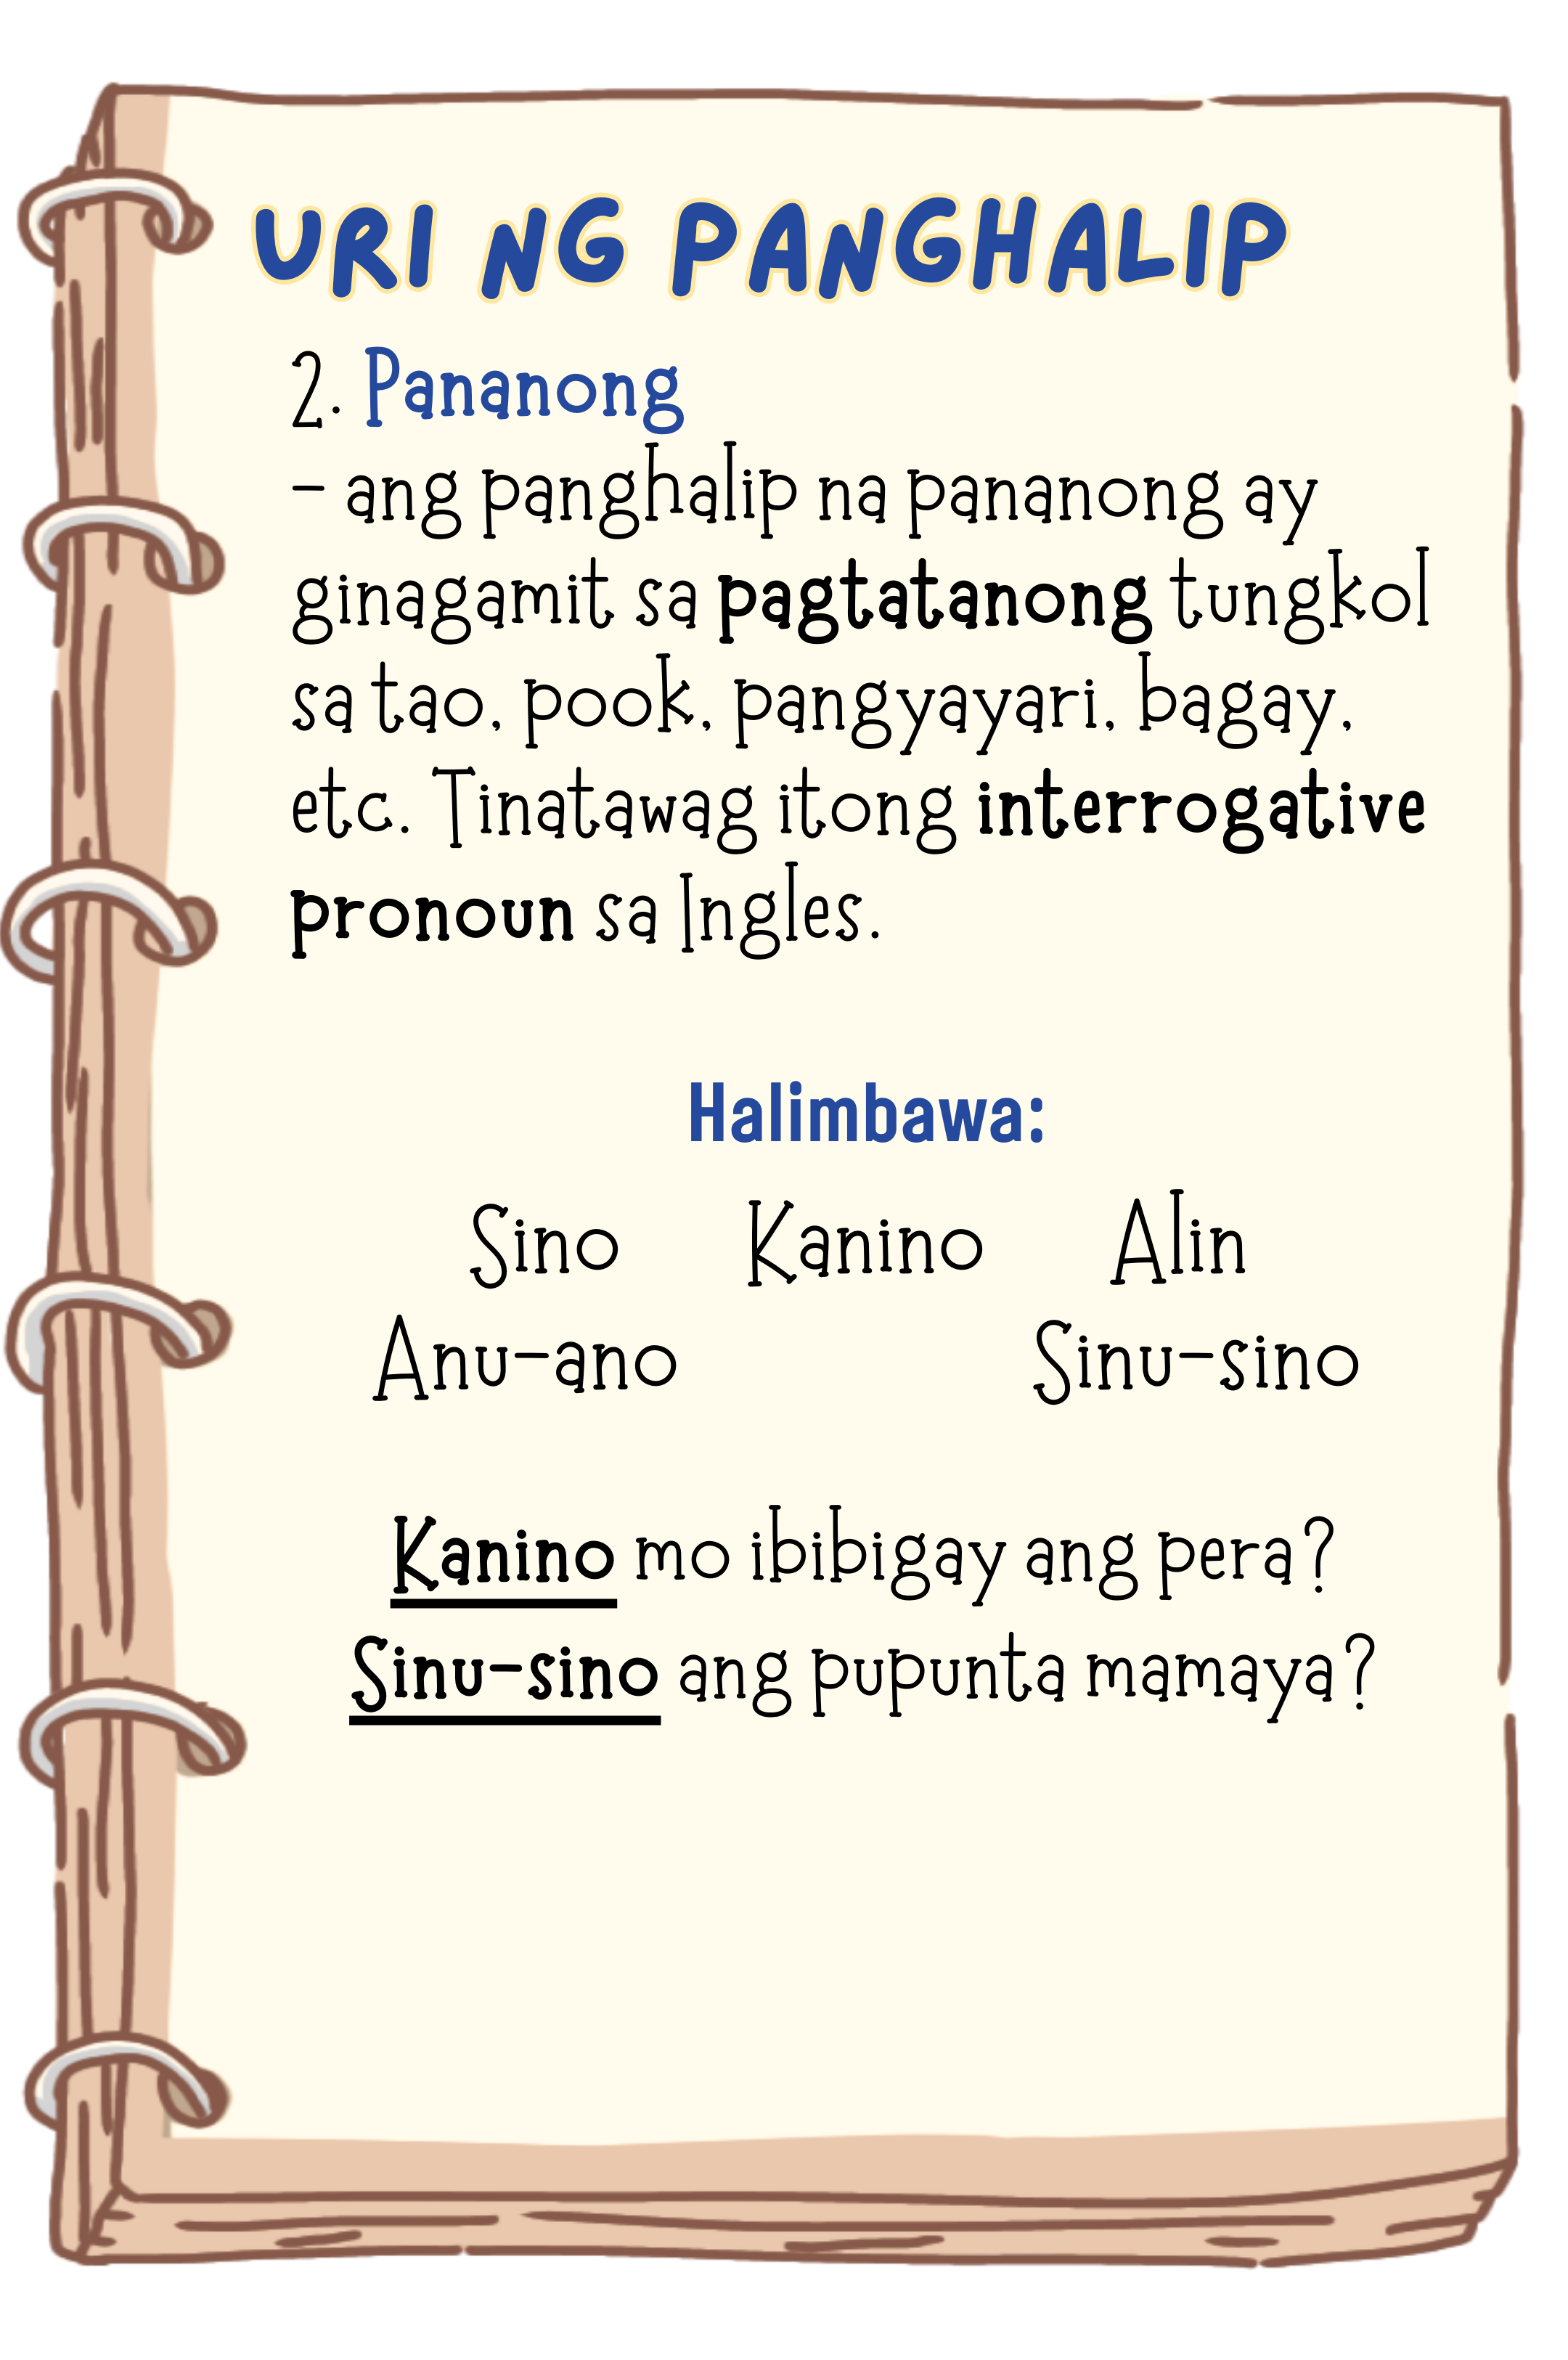 URI NG PANGHALIP
2. Pananong
- ang panghalip na pananong ay
ginagamit sa pagtatanong tungkol
sa tao, pook, pangyayari, bagay,
etc. Tinatawag itong interrogative
pronoun sa Ingles.
Halimbawa:
Sino Kanino Alin
Anu-ano Sinu-sino
Kanino mo ibibigay ang pera?
Sinu-sino ang pupunta mamaya?